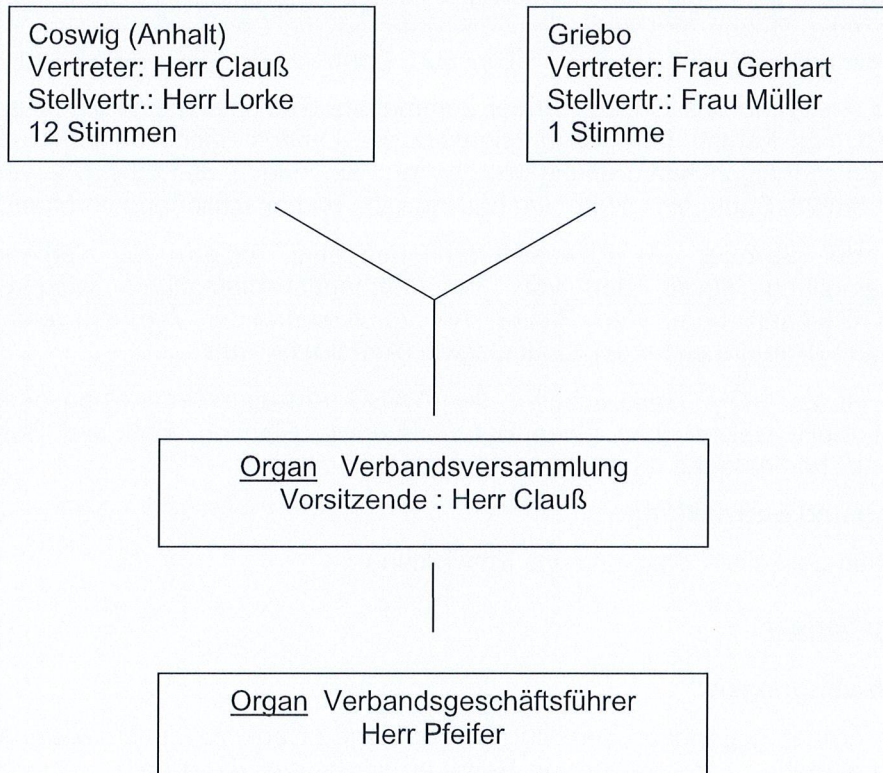 Coswig (Anhalt)
Vertreter: Herr Clauß
Stellvertr.: Herr Lorke
12 Stimmen
Griebo
Vertreter: Frau Gerhart
Stellvertr.: Frau Müller
1 Stimme
Organ Verbandsversammlung
Vorsitzende : Herr Clauß
Organ Verbandsgeschäftsführer
Herr Pfeifer